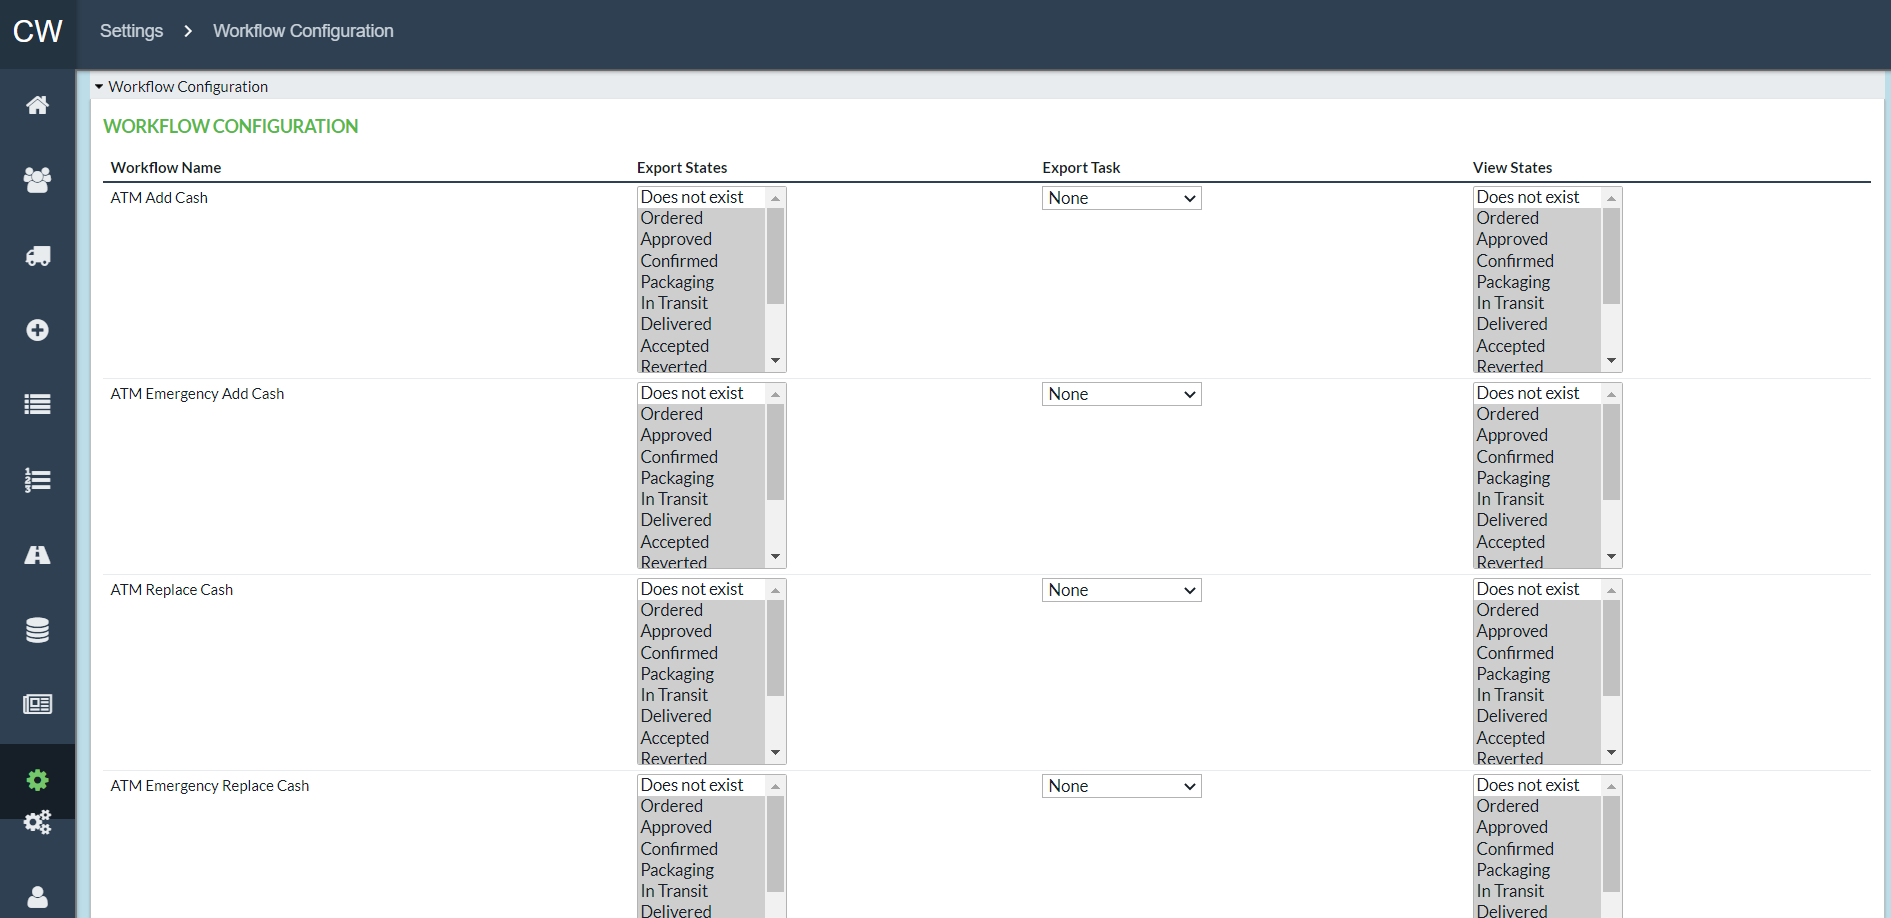 CW
Settings
Workflow Configuration
Workflow Configuration
WORKFLOW CONFIGURATION
Workflow Name
Export States
Export Task
View States
ATM Add Cash
Does not exist
Ordered
Approved
Confirmed
Packaging
In Transit
Delivered
Accepted
Reverted
None
Does not exist
Ordered
Approved
Confirmed
Packaging
In Transit
Delivered
Accepted
Reverted
ATM Emergency Add Cash
Does not exist
Ordered
Approved
Confirmed
Packaging
In Transit
Delivered
Accepted
Reverted
None
Does not exist
Ordered
Approved
Confirmed
Packaging
In Transit
Delivered
Accepted
Reverted
ATM Replace Cash
Does not exist
Ordered
Approved
Confirmed
Packaging
In Transit
Delivered
Accepted
Reverted
None
Does not exist
Ordered
Approved
Confirmed
Packaging
In Transit
Delivered
Accepted
Reverted
ATM Emergency Replace Cash
Does not exist
Ordered
Approved
Confirmed
Packaging
In Transit
Delivered
None
Does not exist
Ordered
Approved
Confirmed
Packaging
In Transit
Delivered